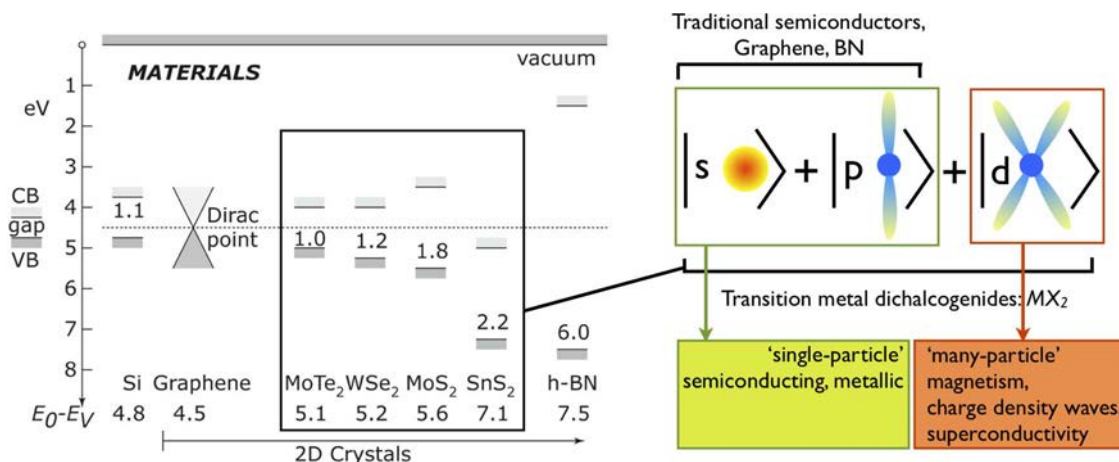 MATERIALS
vacuum
eV
1
2
3
4
5
6
7
8
CB
gap
VB
1.1
Dirac
point
1.0
1.2
1.8
2.2
6.0
Si Graphene MoTe2 WSe2 MoS2 SnS2 h-BN
E0-EV 4.8 4.5 5.1 5.2 5.6 7.1 7.5
2D Crystals
Traditional semiconductors,
Graphene, BN
|s > + |p > + |d >
Transition metal dichalcogenides: MX2
'single-particle'
semiconducting, metallic
'many-particle'
magnetism,
charge density waves
superconductivity